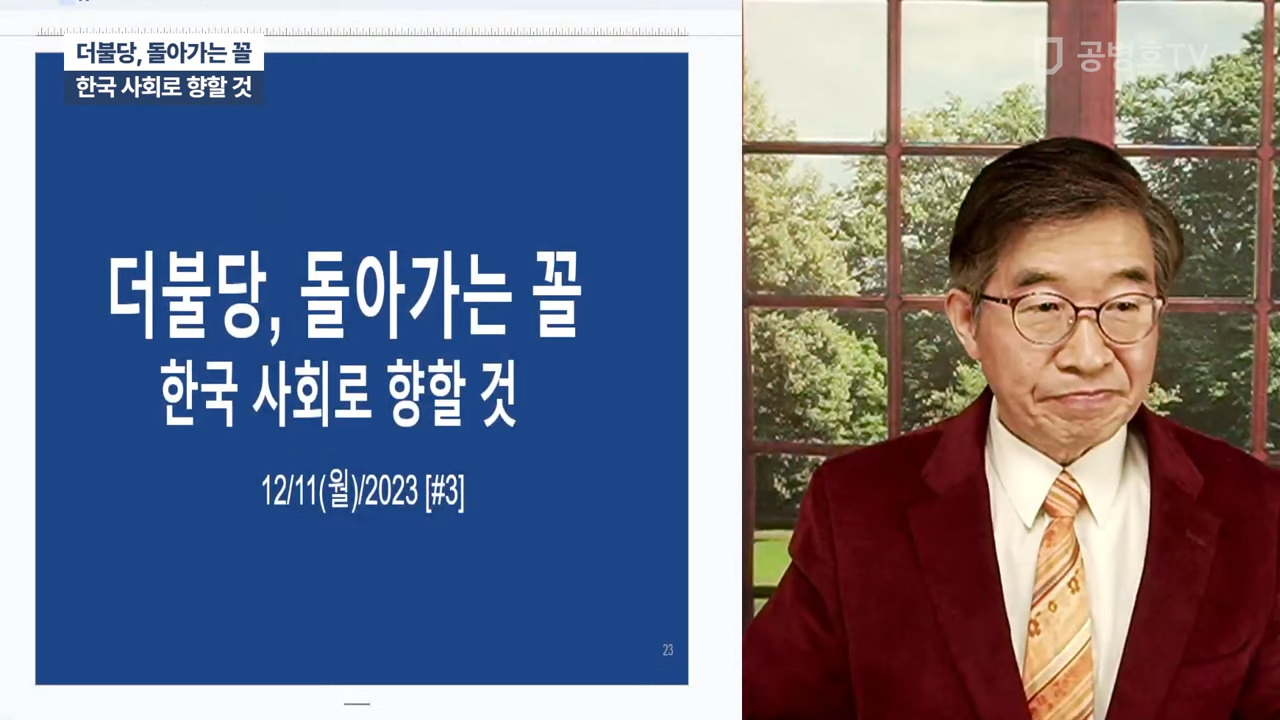 더불당, 돌아가는 꼴
한국 사회로 향할 것
공병호TV
더불당, 돌아가는 꼴
한국 사회로 향할 것
12/11(월)/2023 [#3]
23